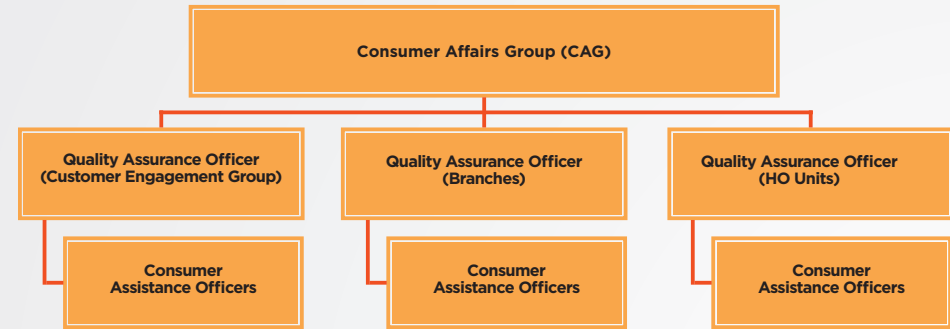 Consumer Affairs Group (CAG)
Quality Assurance Officer
(Customer Engagement Group)
Quality Assurance Officer
(Branches)
Quality Assurance Officer
(HO Units)
Consumer
Assistance Officers
Consumer
Assistance Officers
Consumer
Assistance Officers